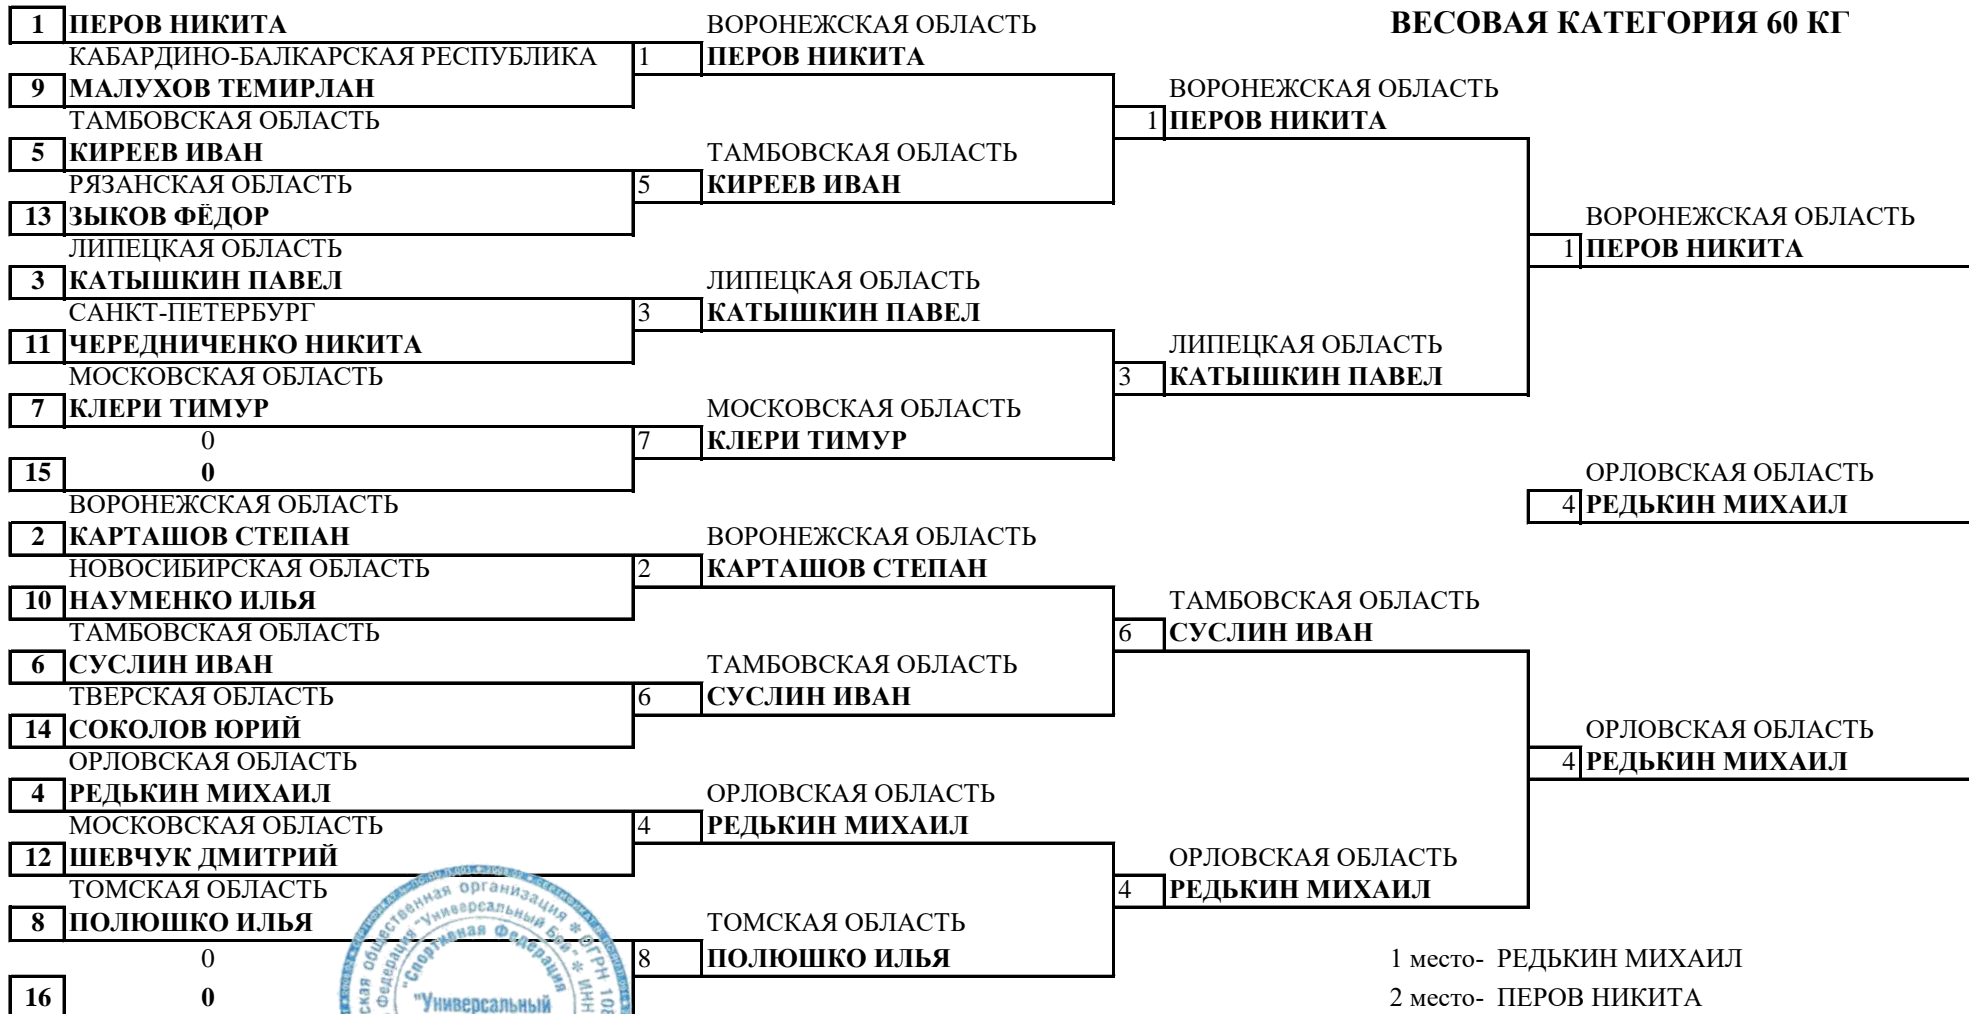 ВЕСОВАЯ КАТЕГОРИЯ 60 КГ
1 ПЕРОВ НИКИТА
КАБАРДИНО-БАЛКАРСКАЯ РЕСПУБЛИКА
9 МАЛУХОВ ТЕМИРЛАН
ТАМБОВСКАЯ ОБЛАСТЬ
5 КИРЕЕВ ИВАН
РЯЗАНСКАЯ ОБЛАСТЬ
13 ЗЫКОВ ФЁДОР
ЛИПЕЦКАЯ ОБЛАСТЬ
3 КАТЫШКИН ПАВЕЛ
САНКТ-ПЕТЕРБУРГ
11 ЧЕРЕДНИЧЕНКО НИКИТА
МОСКОВСКАЯ ОБЛАСТЬ
7 КЛЕРИ ТИМУР
0
15 0
ВОРОНЕЖСКАЯ ОБЛАСТЬ
2 КАРТАШОВ СТЕПАН
НОВОСИБИРСКАЯ ОБЛАСТЬ
10 НАУМЕНКО ИЛЬЯ
ТАМБОВСКАЯ ОБЛАСТЬ
6 СУСЛИН ИВАН
ТВЕРСКАЯ ОБЛАСТЬ
14 СОКОЛОВ ЮРИЙ
ОРЛОВСКАЯ ОБЛАСТЬ
4 РЕДЬКИН МИХАИЛ
МОСКОВСКАЯ ОБЛАСТЬ
12 ШЕВЧУК ДМИТРИЙ
ТОМСКАЯ ОБЛАСТЬ
8 ПОЛЮШКО ИЛЬЯ
0
16 0
ВОРОНЕЖСКАЯ ОБЛАСТЬ
1 ПЕРОВ НИКИТА
ТАМБОВСКАЯ ОБЛАСТЬ
5 КИРЕЕВ ИВАН
ЛИПЕЦКАЯ ОБЛАСТЬ
3 КАТЫШКИН ПАВЕЛ
МОСКОВСКАЯ ОБЛАСТЬ
7 КЛЕРИ ТИМУР
ВОРОНЕЖСКАЯ ОБЛАСТЬ
2 КАРТАШОВ СТЕПАН
ТАМБОВСКАЯ ОБЛАСТЬ
6 СУСЛИН ИВАН
ОРЛОВСКАЯ ОБЛАСТЬ
4 РЕДЬКИН МИХАИЛ
ТОМСКАЯ ОБЛАСТЬ
8 ПОЛЮШКО ИЛЬЯ
ВОРОНЕЖСКАЯ ОБЛАСТЬ
1 ПЕРОВ НИКИТА
ЛИПЕЦКАЯ ОБЛАСТЬ
3 КАТЫШКИН ПАВЕЛ
ТАМБОВСКАЯ ОБЛАСТЬ
6 СУСЛИН ИВАН
ОРЛОВСКАЯ ОБЛАСТЬ
4 РЕДЬКИН МИХАИЛ
ВОРОНЕЖСКАЯ ОБЛАСТЬ
1 ПЕРОВ НИКИТА
ОРЛОВСКАЯ ОБЛАСТЬ
4 РЕДЬКИН МИХАИЛ
ОРЛОВСКАЯ ОБЛАСТЬ
4 РЕДЬКИН МИХАИЛ
1 место- РЕДЬКИН МИХАИЛ
2 место- ПЕРОВ НИКИТА
организация * ОГРН
"Универсальный Бой" * ИНН
"Спортивная Федерация
"Универсальный